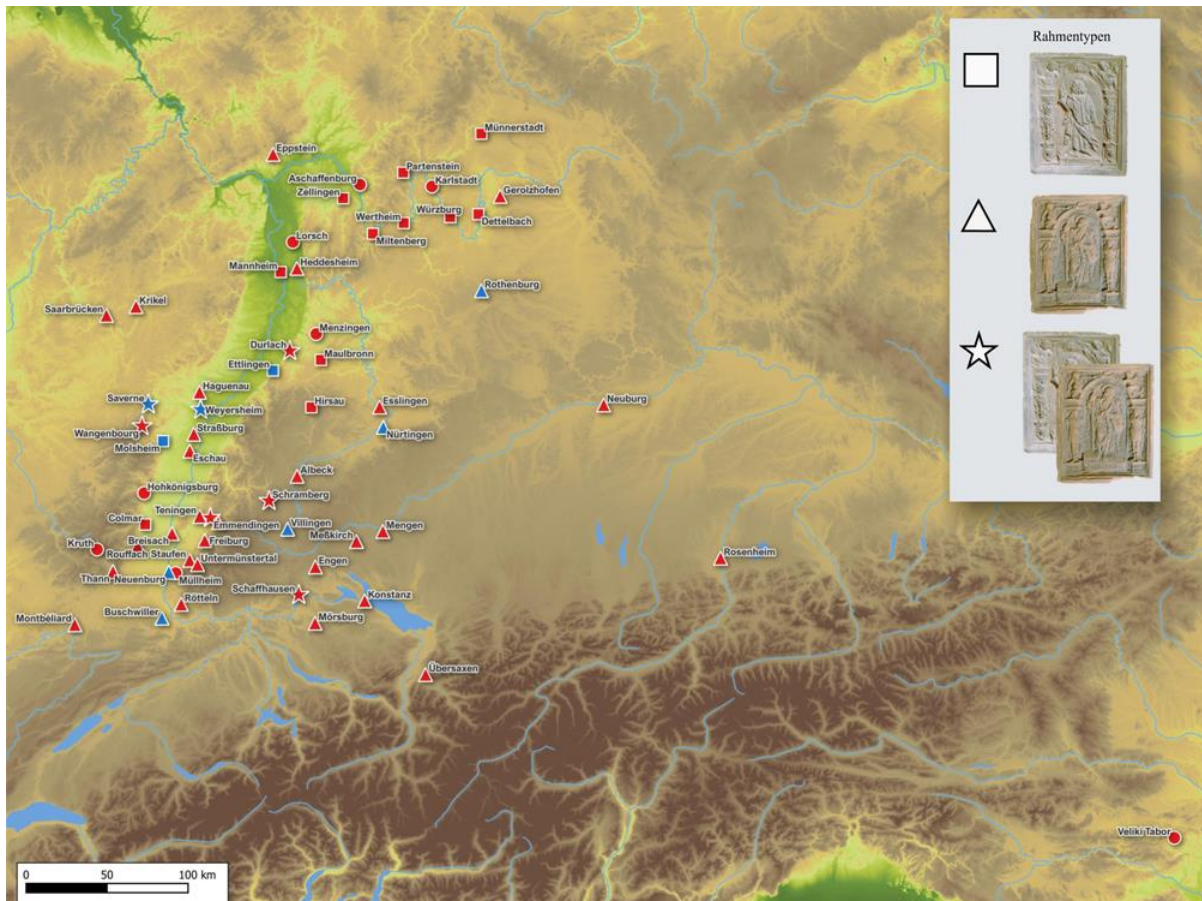 Rahmentypen
Münnerstadt
Eppstein
Partenstein
Aschaffenburg
Karlstadt
Zellingen
Gerolzhofen
Würzburg
Wertheim
Dettelbach
Miltenberg
Lorsch
Mannheim
Heddesheim
Rothenburg
Krikel
Saarbrücken
Menzingen
Durlach
Maulbronn
Ettlingen
Haguenau
Saverne
Weyersheim
Hirsau
Esslingen
Neuburg
Wangenbourg
Straßburg
Nürtingen
Molsheim
Eschau
Albeck
Hohkönigsburg
Schramberg
Teningen
Colmar
Emmendingen
Villingen
Mengen
Breisach
Freiburg
Meßkirch
Kruth
Rouffach
Staufen
Untermünstertal
Engen
Rosenheim
Thann
Neuenburg
Müllheim
Schaffhausen
Konstanz
Rötteln
Buschwiller
Montbéliard
Mörsburg
Übersaxen
Veliki Tabor
0 50 100 km